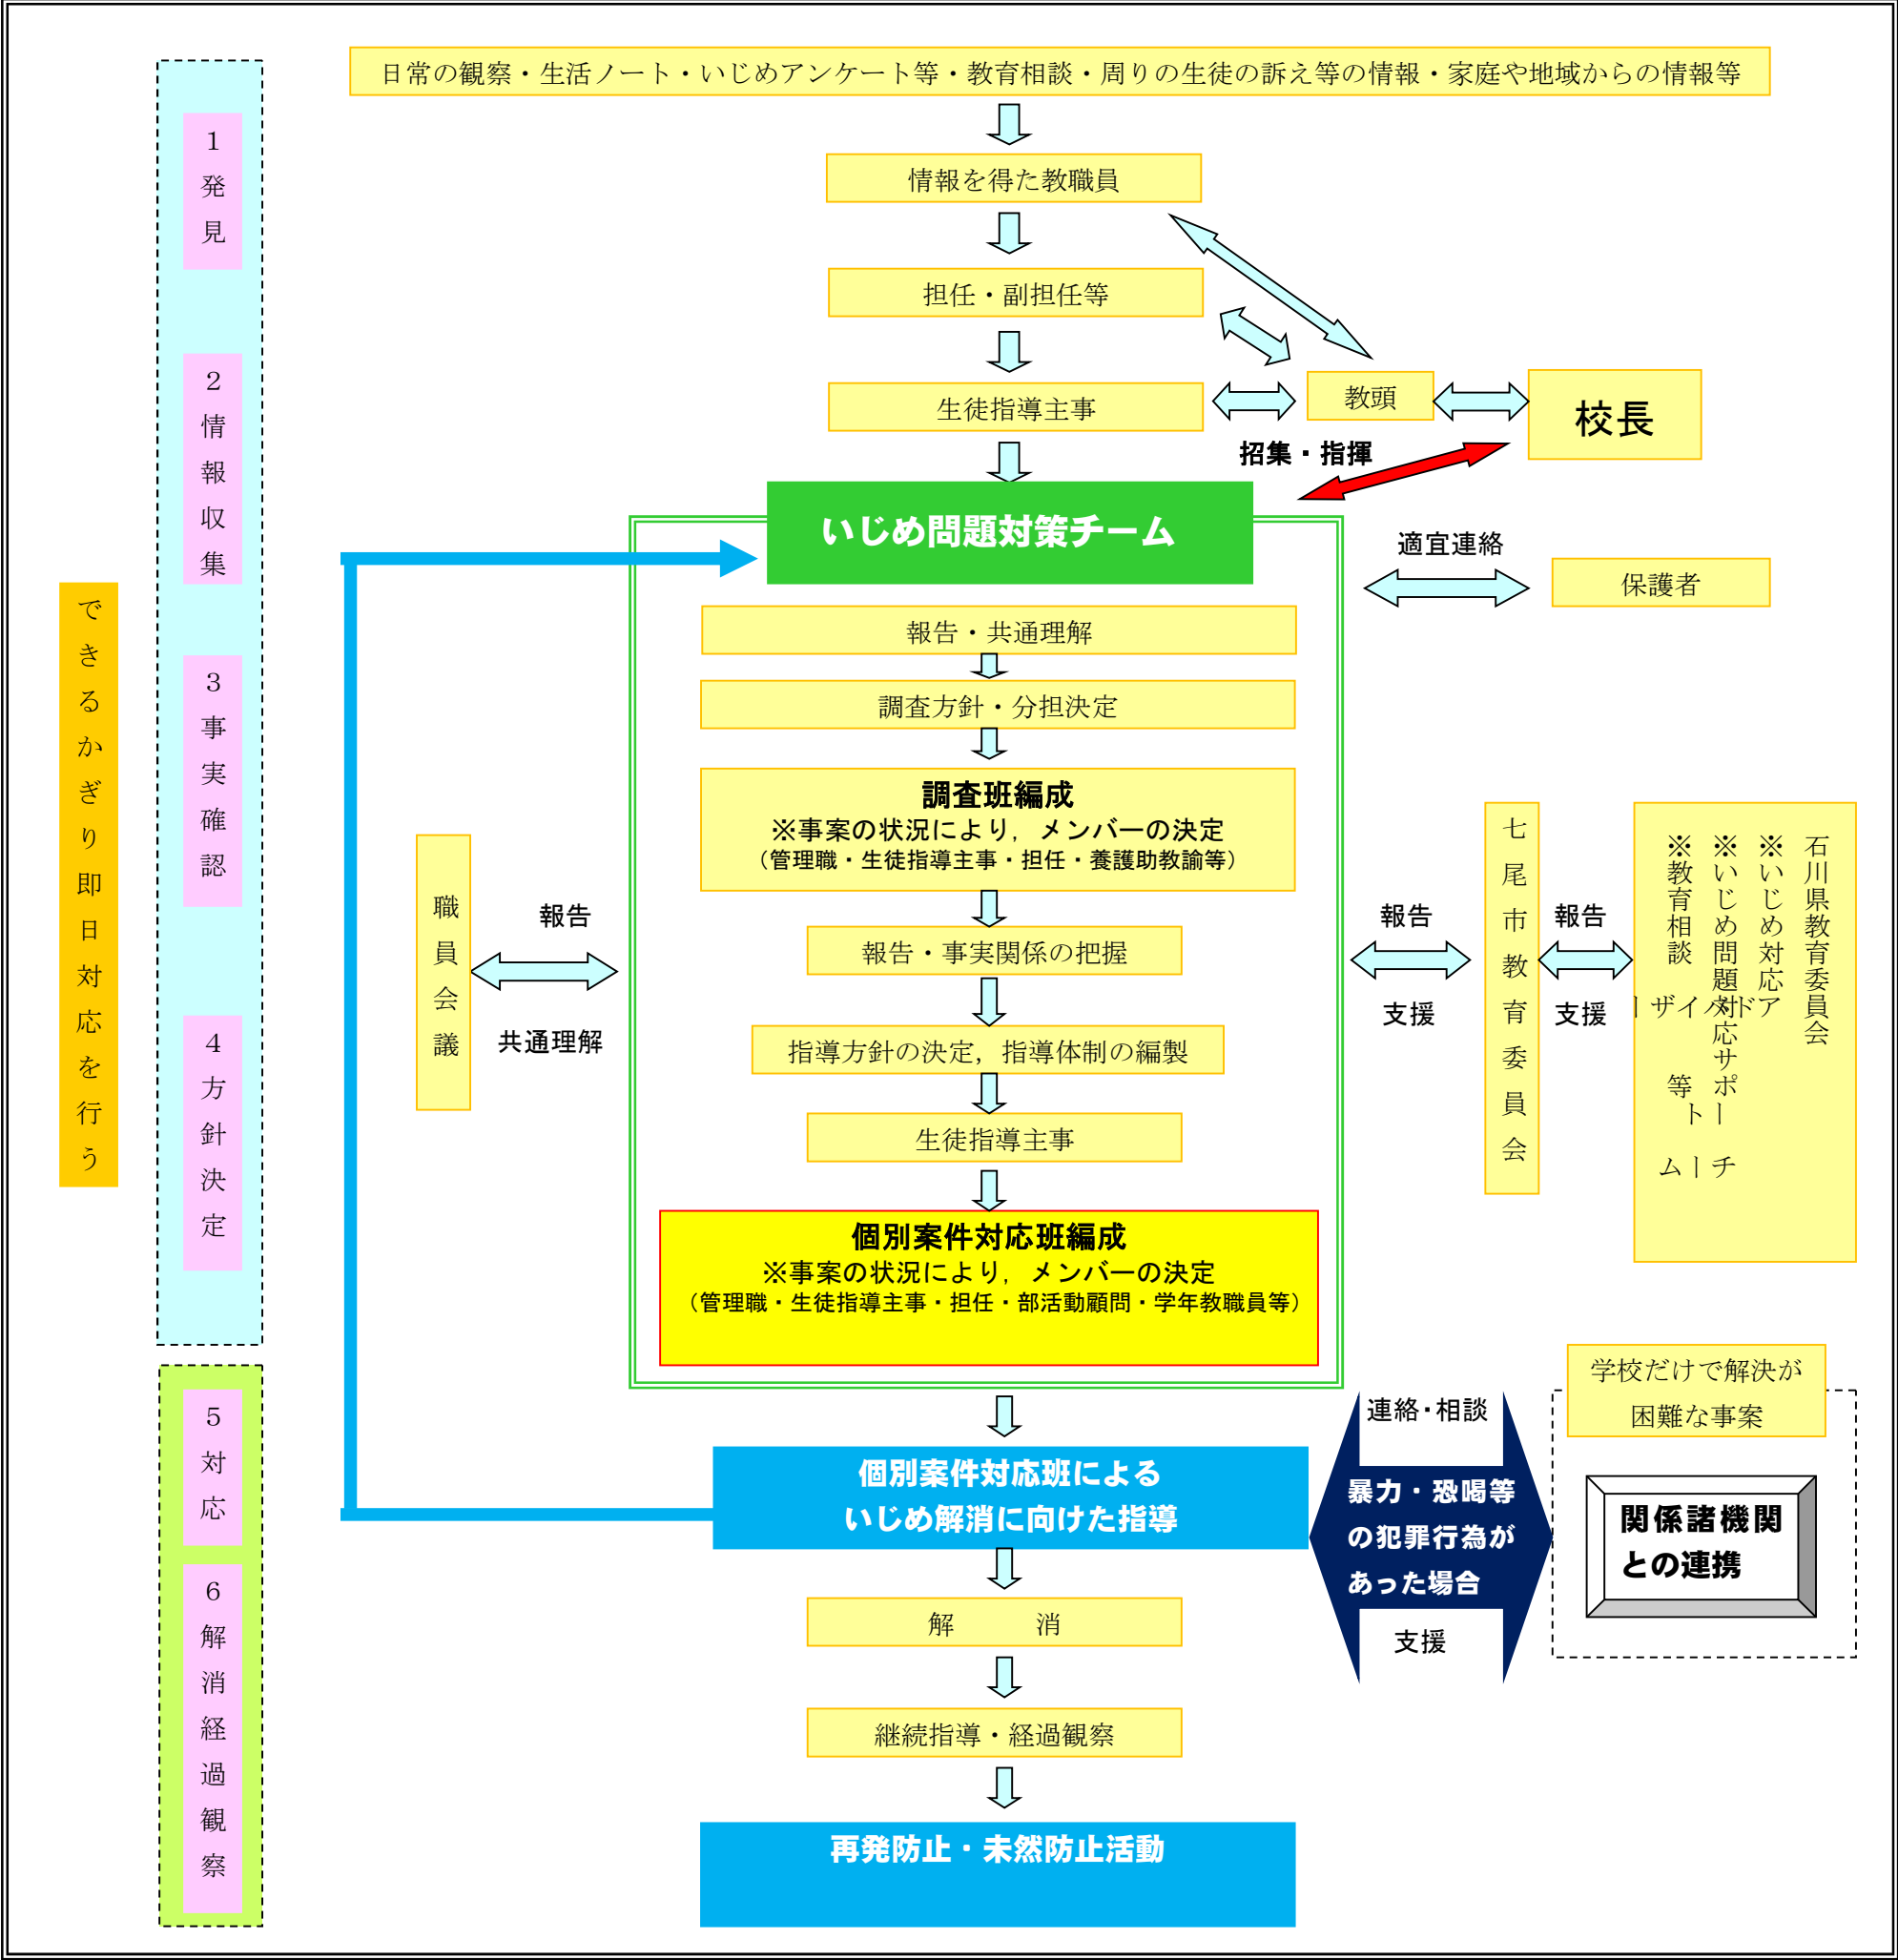 日常の観察・生活ノート・いじめアンケート等・教育相談・周りの生徒の訴え等の情報・家庭や地域からの情報等
1発見
情報を得た教職員
担任・副担任等
2情報収集
生徒指導主事
教頭
校長
招集・指揮
いじめ問題対策チーム
適宜連絡
保護者
できるかぎり即日対応を行う
報告・共通理解
3事実確認
調査方針・分担決定
調査班編成
※事案の状況により，メンバーの決定
（管理職・生徒指導主事・担任・養護助教諭等）
職員会議
報告
共通理解
報告・事実関係の把握
報告
支援
七尾市教育委員会
報告
支援
石川県教育委員会
※いじめ対応アドバイザー
※いじめ問題対応サポートチーム
※教育相談　等
4方針決定
指導方針の決定，指導体制の編製
生徒指導主事
個別案件対応班編成
※事案の状況により，メンバーの決定
（管理職・生徒指導主事・担任・部活動顧問・学年教職員等）
5対応
個別案件対応班による
いじめ解消に向けた指導
連絡・相談
暴力・恐喝等
の犯罪行為が
あった場合
支援
学校だけで解決が
困難な事案
関係諸機関
との連携
6解消経過観察
解　　　消
継続指導・経過観察
再発防止・未然防止活動